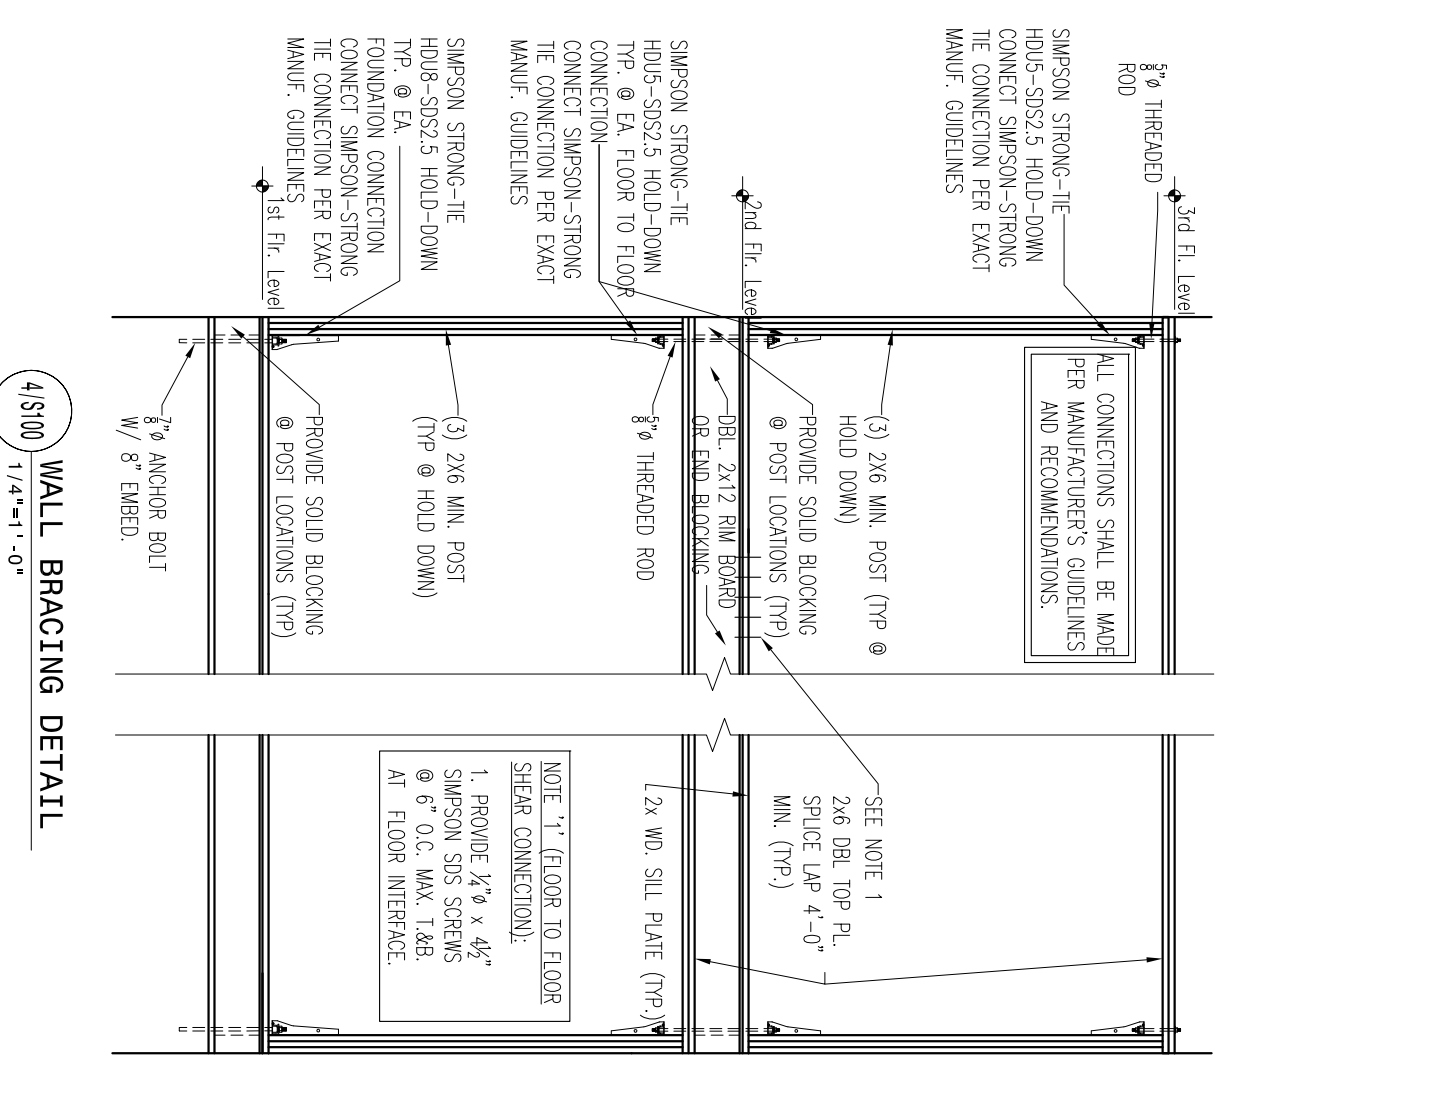 5"
8 Ø THREADED
ROD
3rd Fl. Level
SIMPSON STRONG-TIE
HDU5-SDS2.5 HOLD-DOWN
CONNECT SIMPSON-STRONG
TIE CONNECTION PER EXACT
MANUF. GUIDELINES
ALL CONNECTIONS SHALL BE MADE
PER MANUFACTURER'S GUIDELINES
AND RECOMMENDATIONS.
(3) 2X6 MIN. POST (TYP @
HOLD DOWN)
SEE NOTE 1
2x6 DBL TOP PL.
SPLICE LAP 4'-0"
MIN. (TYP.)
PROVIDE SOLID BLOCKING
@ POST LOCATIONS (TYP)
2nd Flr. Level
DBL. 2x12 RIM BOARD
OR END BLOCKING
SIMPSON STRONG-TIE
HDU5-SDS2.5 HOLD-DOWN
TYP. @ EA. FLOOR TO FLOOR
CONNECTION
CONNECT SIMPSON-STRONG
TIE CONNECTION PER EXACT
MANUF. GUIDELINES
5"
8 Ø THREADED ROD
2x WD. SILL PLATE (TYP.)
NOTE '1' (FLOOR TO FLOOR
SHEAR CONNECTION):
1. PROVIDE 1/4"Ø x 4 1/2"
SIMPSON SDS SCREWS
@ 6" O.C. MAX. T.&B.
AT FLOOR INTERFACE.
SIMPSON STRONG-TIE
HDU8-SDS2.5 HOLD-DOWN
TYP. @ EA.
FOUNDATION CONNECTION
CONNECT SIMPSON-STRONG
TIE CONNECTION PER EXACT
MANUF. GUIDELINES
(3) 2X6 MIN. POST
(TYP @ HOLD DOWN)
PROVIDE SOLID BLOCKING
@ POST LOCATIONS (TYP)
1st Flr. Level
7"
8 Ø ANCHOR BOLT
W/ 8" EMBED.
4/S100
WALL BRACING DETAIL
1/4"=1'-0"